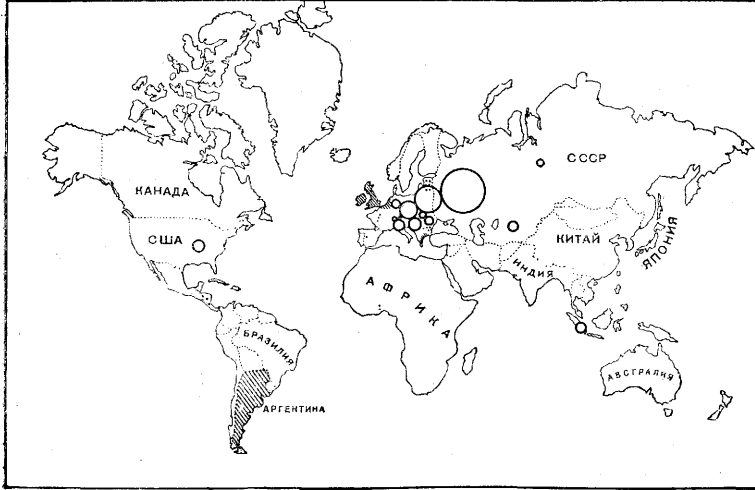 СССР
КАНАДА
США
КИТАЙ
ЯПОНИЯ
ИНДИЯ
АФРИКА
БРАЗИЛИЯ
АВСТРАЛИЯ
АРГЕНТИНА